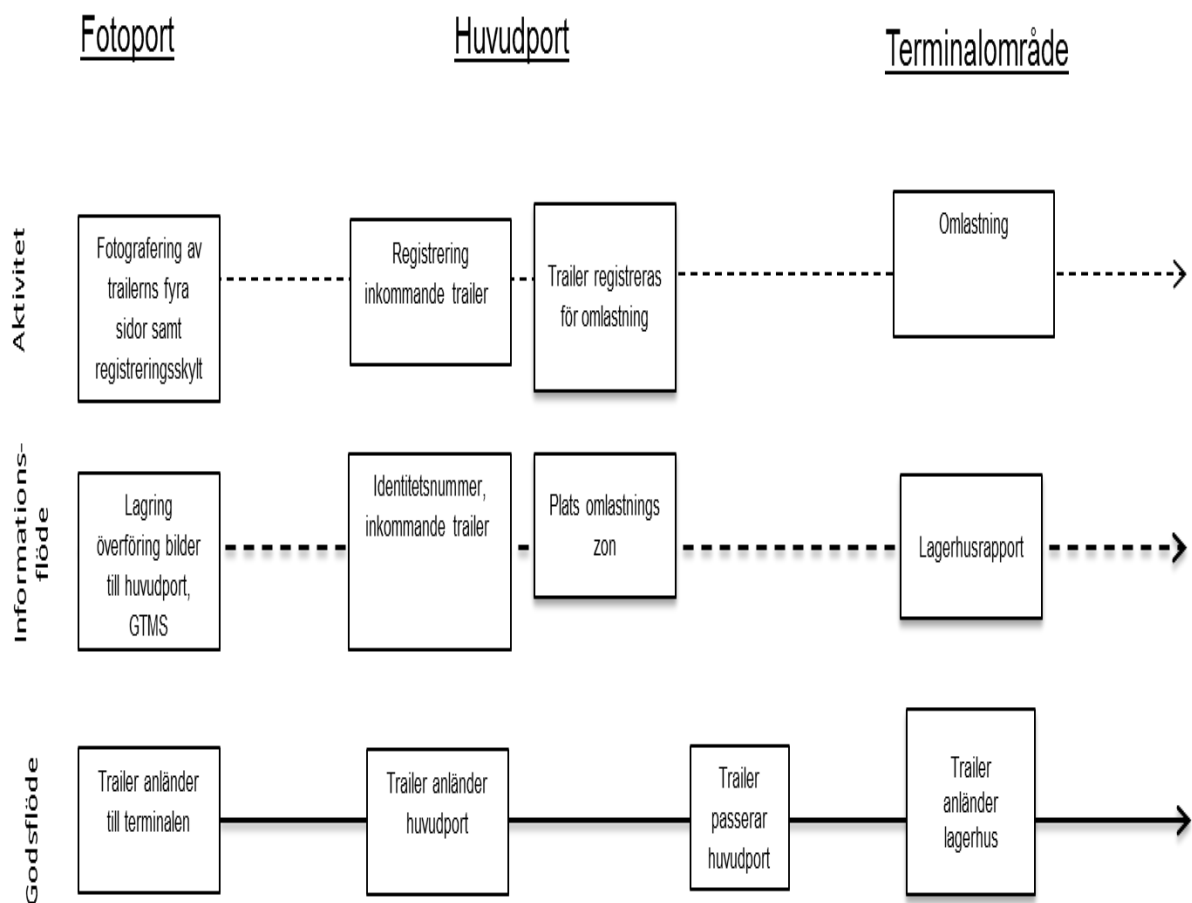 Fotoport
Huvudport
Terminalområde
Aktivitet
Fotografering av
trailerns fyra
sidor samt
registreringsskylt
Registrering
inkommande trailer
Trailer registreras
för omlastning
Omlastning
Informations-
flöde
Lagring
överföring bilder
till huvudport,
GTMS
Identitetsnummer,
inkommande trailer
Plats omlastnings
zon
Lagerhusrapport
Godsflöde
Trailer anländer
till terminalen
Trailer anländer
huvudport
Trailer
passerar
huvudport
Trailer
anländer
lagerhus